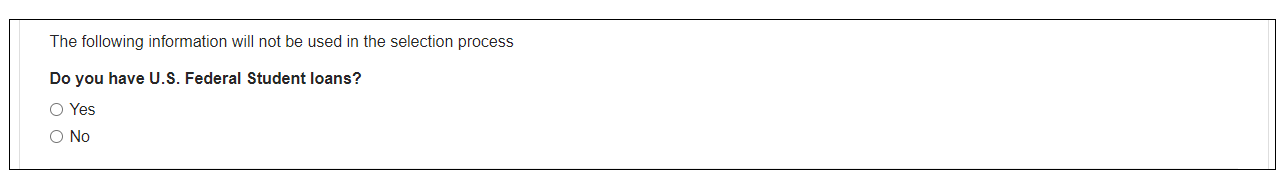 The following information will not be used in the selection process
Do you have U.S. Federal Student loans?
Yes
No